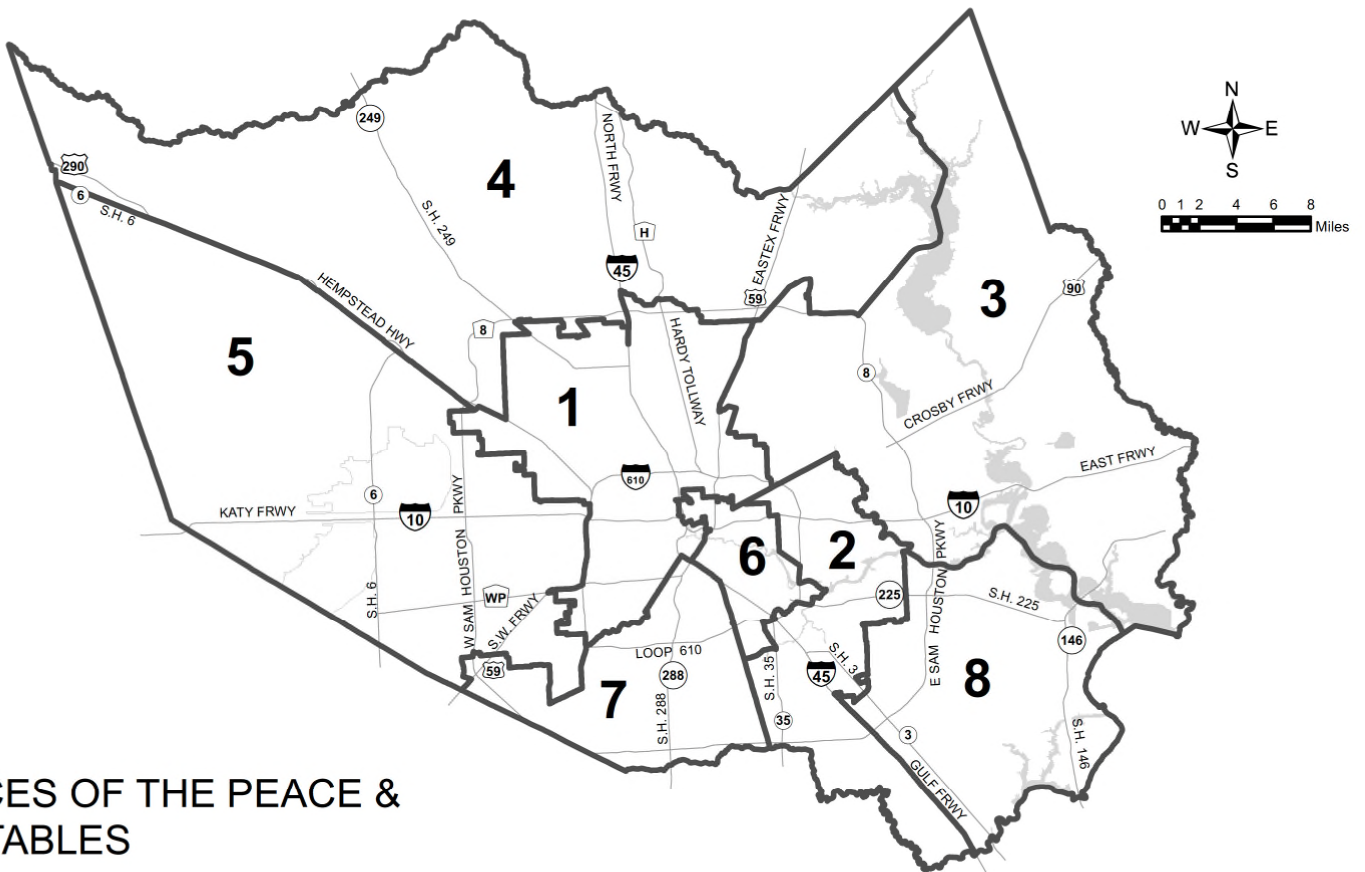 N
W E
S
0 1 2 4 6 8
Miles
249
NORTH FRWY
290
6
S.H. 6
4
S.H. 249
H
45
EASTEX FRWY
59
3
90
HEMPSTEAD HWY
5
8
HARDY TOLLWAY
1
8
CROSBY FRWY
610
EAST FRWY
6
KATY FRWY
10
10
W SAM HOUSTON PKWY
6
2
E SAM HOUSTON PKWY
S.H. 6
WP
S.W. FRWY
225
S.H. 225
146
59
LOOP 610
288
S.H. 35
S.H. 3
45
8
7
S.H. 288
35
3
S.H. 146
GULF FRWY
CES OF THE PEACE &
TABLES